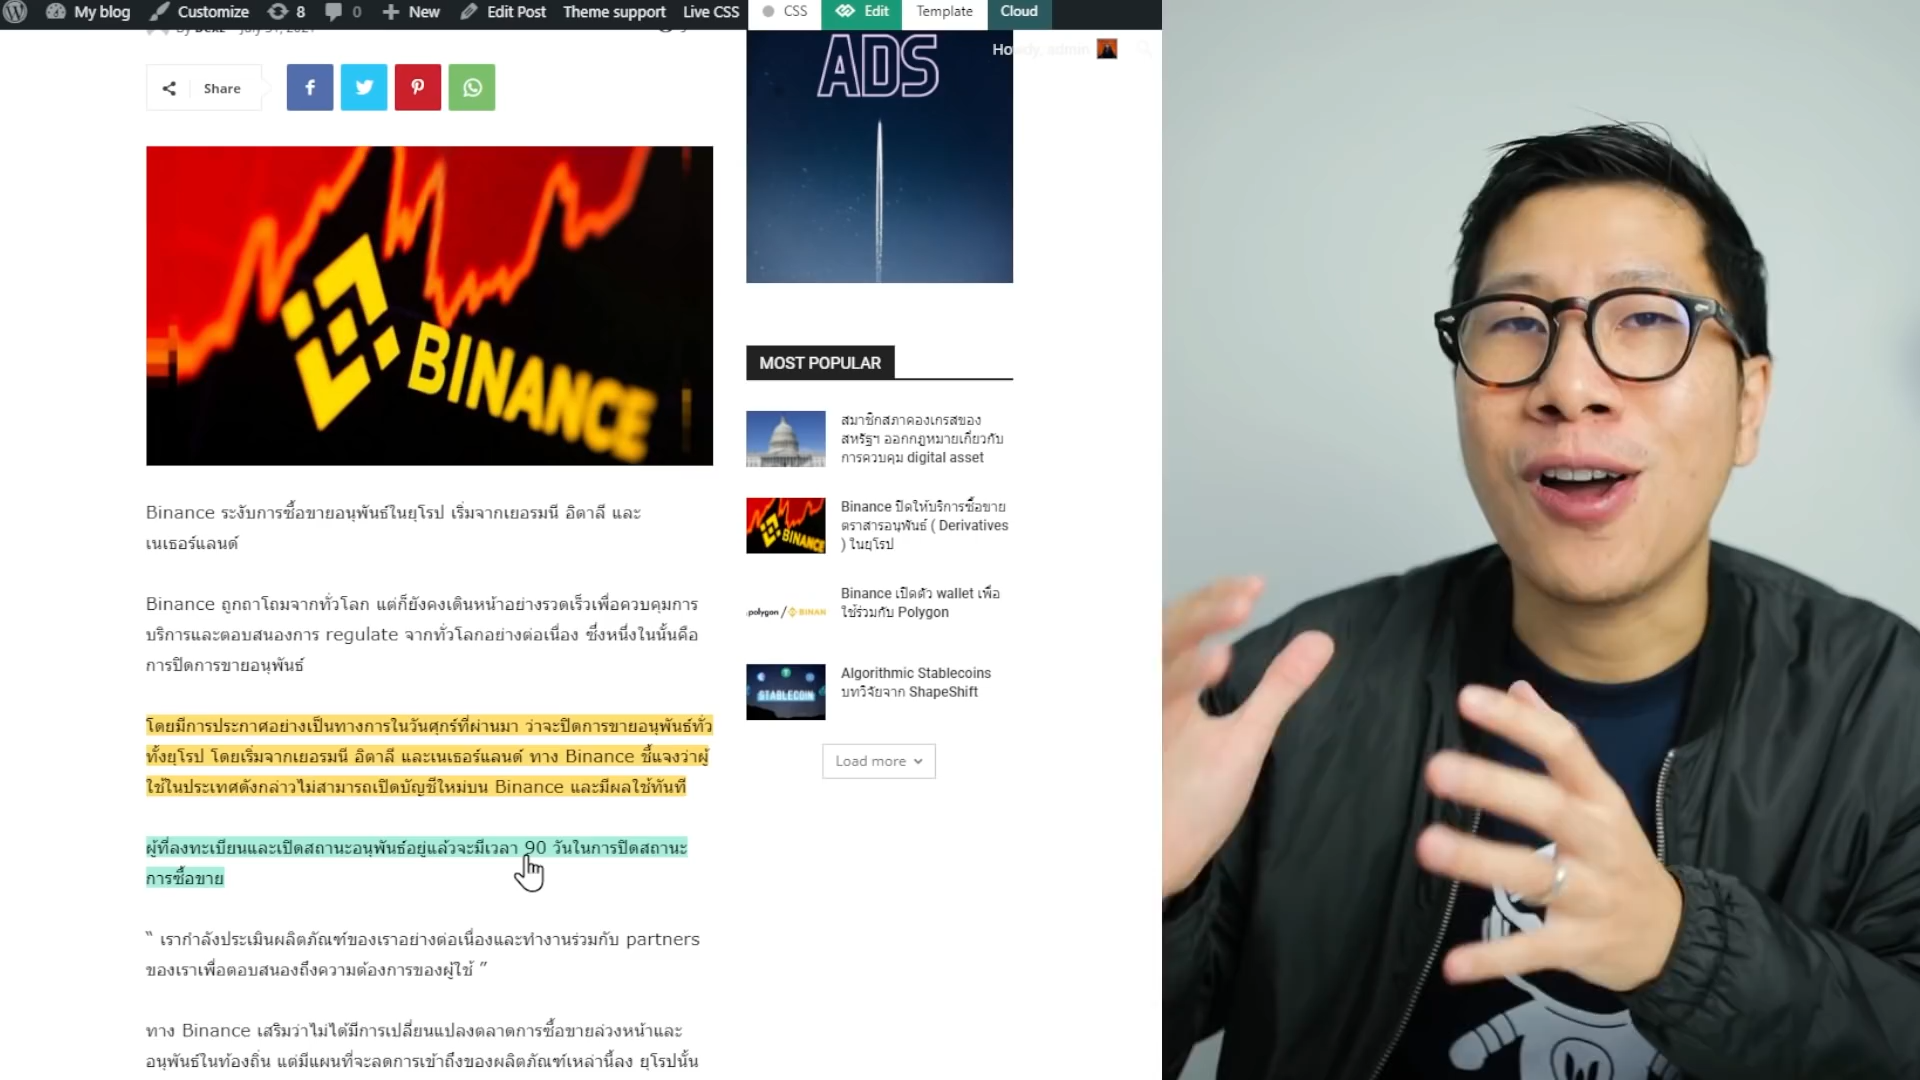 My blog Customize 8 0 New Edit Post Theme support Live CSS CSS Edit Template Cloud
Howdy, admin
Share
ADS
BINANCE
MOST POPULAR
สมาชิกสภาคองเกรสของ
สหรัฐฯ ออกกฎหมายเกี่ยวกับ
การควบคุม digital asset
BINANCE
Binance ปิดให้บริการซื้อขาย
ตราสารอนุพันธ์ ( Derivatives
) ในยุโรป
polygon / BINAN
Binance เปิดตัว wallet เพื่อ
ใช้ร่วมกับ Polygon
STABLECOIN
Algorithmic Stablecoins
บทวิจัยจาก ShapeShift
Load more
Binance ระงับการซื้อขายอนุพันธ์ในยุโรป เริ่มจากเยอรมนี อิตาลี และ
เนเธอร์แลนด์
Binance ถูกถาโถมจากทั่วโลก แต่ก็ยังคงเดินหน้าอย่างรวดเร็วเพื่อควบคุมการ
บริการและตอบสนองการ regulate จากทั่วโลกอย่างต่อเนื่อง ซึ่งหนึ่งในนั้นคือ
การปิดการขายอนุพันธ์
โดยมีการประกาศอย่างเป็นทางการในวันศุกร์ที่ผ่านมา ว่าจะปิดการขายอนุพันธ์ทั่ว
ทั้งยุโรป โดยเริ่มจากเยอรมนี อิตาลี และเนเธอร์แลนด์ ทาง Binance ชี้แจงว่าผู้
ใช้ในประเทศดังกล่าวไม่สามารถเปิดบัญชีใหม่บน Binance และมีผลใช้ทันที
ผู้ที่ลงทะเบียนและเปิดสถานะอนุพันธ์อยู่แล้วจะมีเวลา 90 วันในการปิดสถานะ
การซื้อขาย
“ เรากำลังประเมินผลิตภัณฑ์ของเราอย่างต่อเนื่องและทำงานร่วมกับ partners
ของเราเพื่อตอบสนองถึงความต้องการของผู้ใช้ ”
ทาง Binance เสริมว่าไม่ได้มีการเปลี่ยนแปลงตลาดการซื้อขายล่วงหน้าและ
อนุพันธ์ในท้องถิ่น แต่มีแผนที่จะลดการเข้าถึงของผลิตภัณฑ์เหล่านี้ลง ยุโรปนั้น